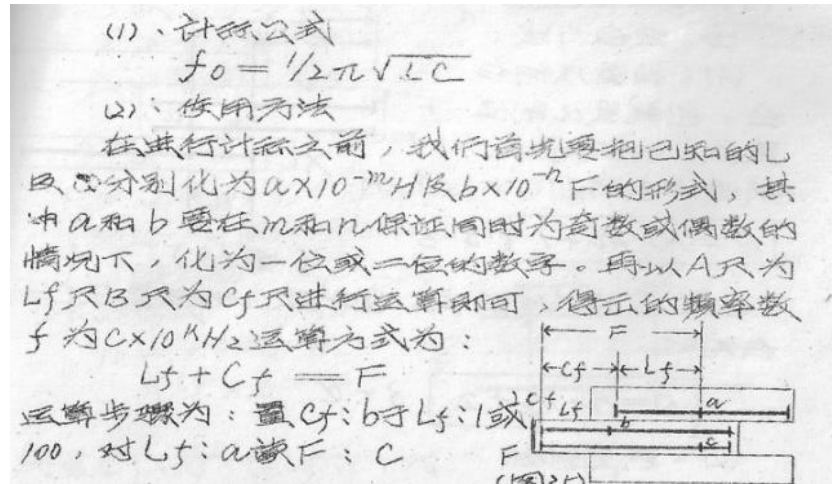 (1)、计祘公式
f0=1/2π√LC
(2)、使用方法
在进行计祘之前，我们首先要把已知的L
及C分别化为a×10⁻ᵐH及b×10⁻ⁿF的形式，其
中a和b要在m和n保证同时为奇数或偶数的
情况下，化为一位或二位的数字。再以A尺为
Lf尺B尺为Cf尺进行运算即可，得出的频率数
f为C×10ᴷHz运算方式为：
Lf+Cf=F
运算步骤为：置Cf:b于Lf:1或
100，对Lf:a读F:C
F
Cf Lf
Cf
Lf a
b
c
F
(图25)